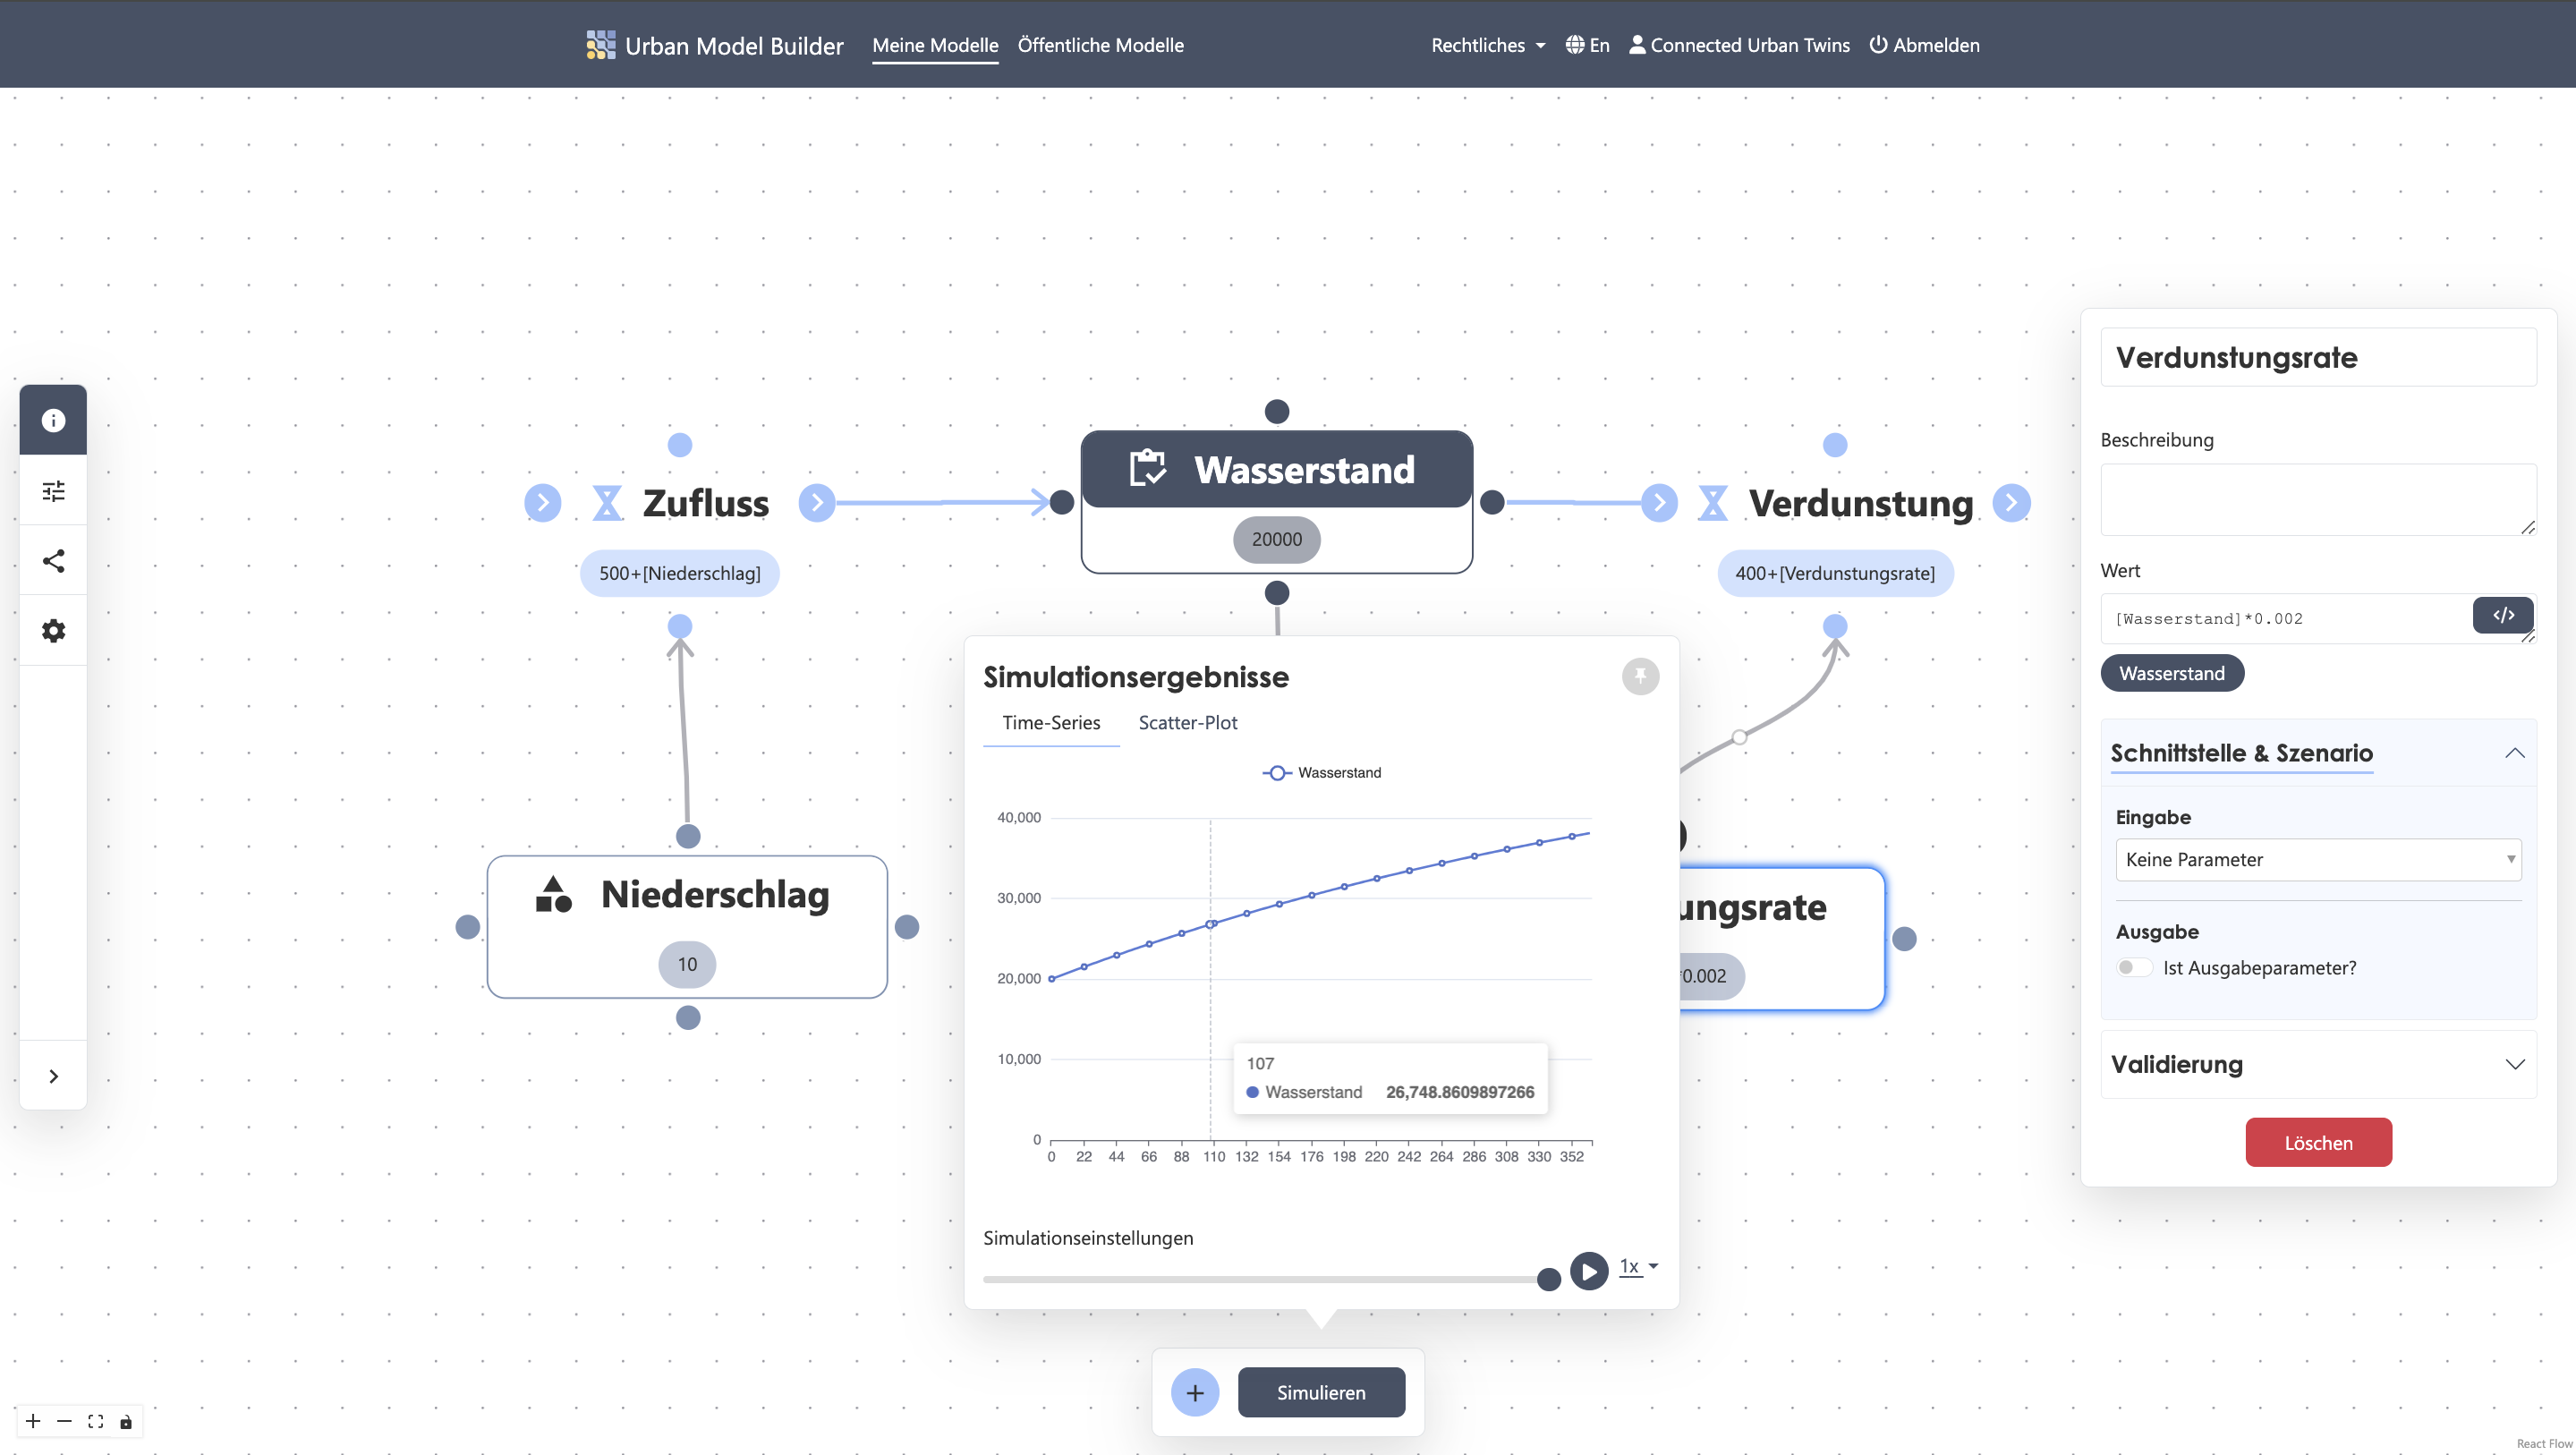 Urban Model Builder
Meine Modelle
Öffentliche Modelle
Rechtliches
En
Connected Urban Twins
Abmelden
Zufluss
500+[Niederschlag]
Wasserstand
20000
Verdunstung
400+[Verdunstungsrate]
Niederschlag
10
ungsrate
*0.002
Simulationsergebnisse
Time-Series
Scatter-Plot
Wasserstand
40,000
30,000
20,000
10,000
0
0 22 44 66 88 110 132 154 176 198 220 242 264 286 308 330 352
107
Wasserstand 26,748.8609897266
Simulationseinstellungen
1x
Simulieren
Verdunstungsrate
Beschreibung
Wert
[Wasserstand]*0.002
</>
Wasserstand
Schnittstelle & Szenario
Eingabe
Keine Parameter
Ausgabe
Ist Ausgabeparameter?
Validierung
Löschen
React Flow